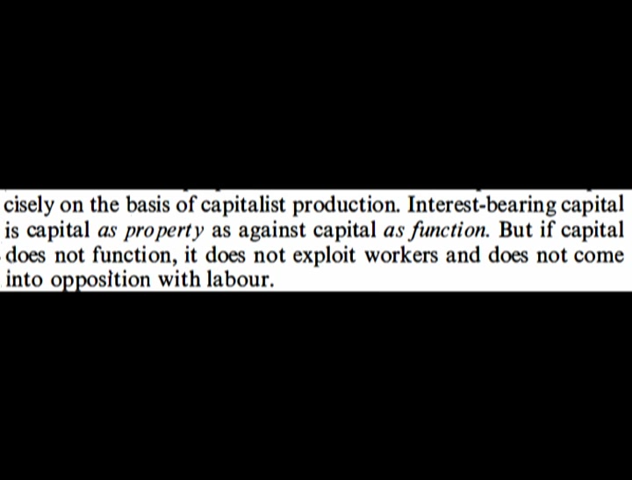 cisely on the basis of capitalist production. Interest-bearing capital
is capital as property as against capital as function. But if capital
does not function, it does not exploit workers and does not come
into opposition with labour.